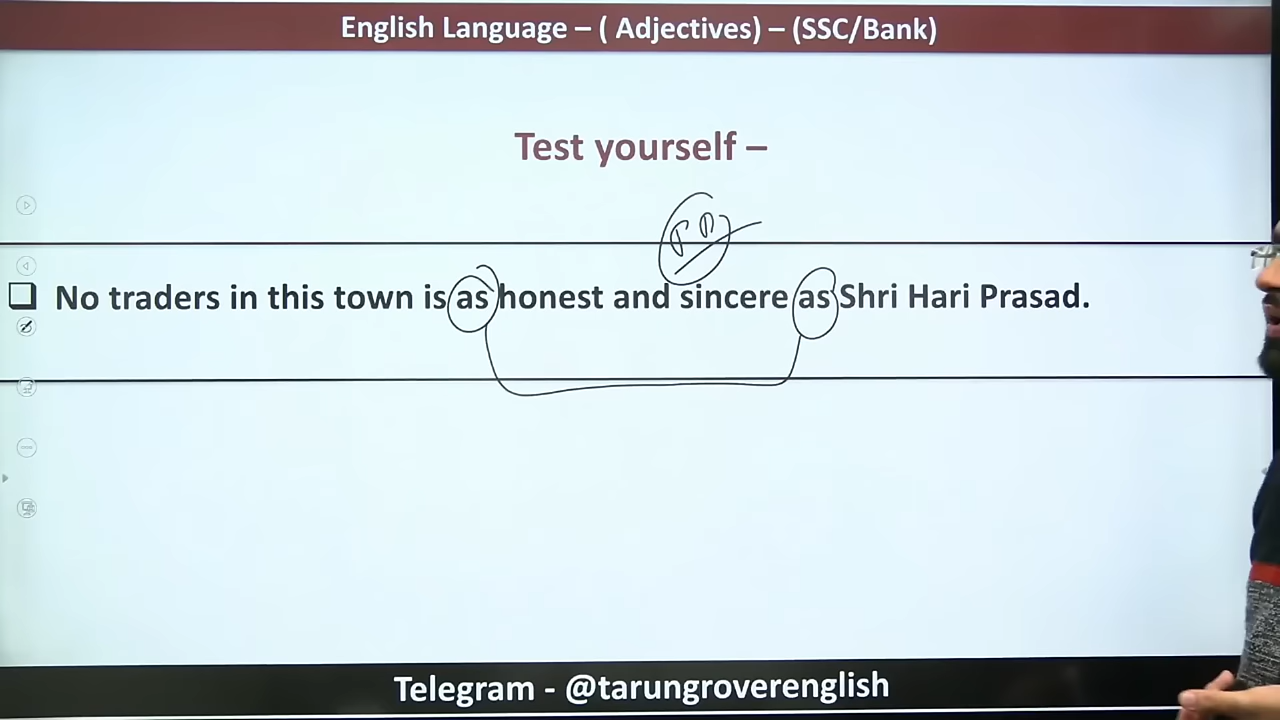 English Language – ( Adjectives) – (SSC/Bank)
Test yourself –
No traders in this town is as honest and sincere as Shri Hari Prasad.
Telegram - @tarungroverenglish